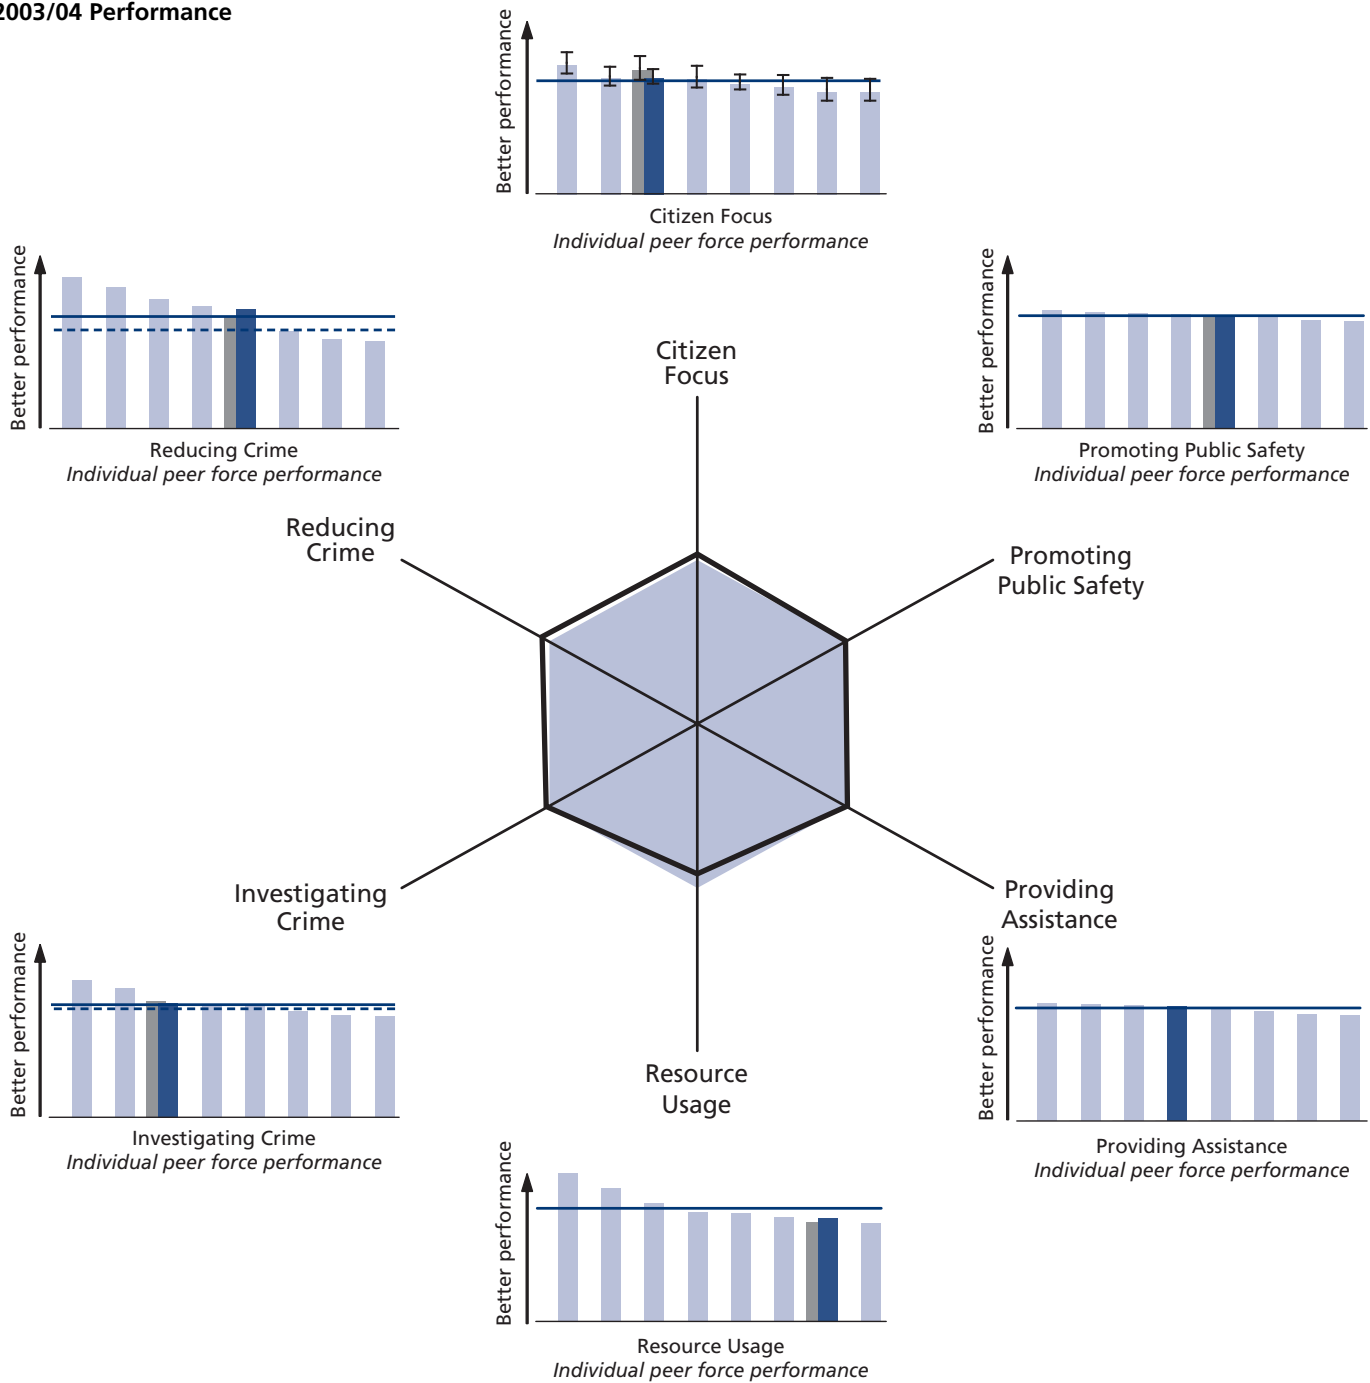 2003/04 Performance
Better performance
Citizen Focus
Individual peer force performance
Better performance
Reducing Crime
Individual peer force performance
Better performance
Promoting Public Safety
Individual peer force performance
Citizen
Focus
Reducing
Crime
Promoting
Public Safety
Investigating
Crime
Providing
Assistance
Resource
Usage
Better performance
Investigating Crime
Individual peer force performance
Better performance
Providing Assistance
Individual peer force performance
Better performance
Resource Usage
Individual peer force performance